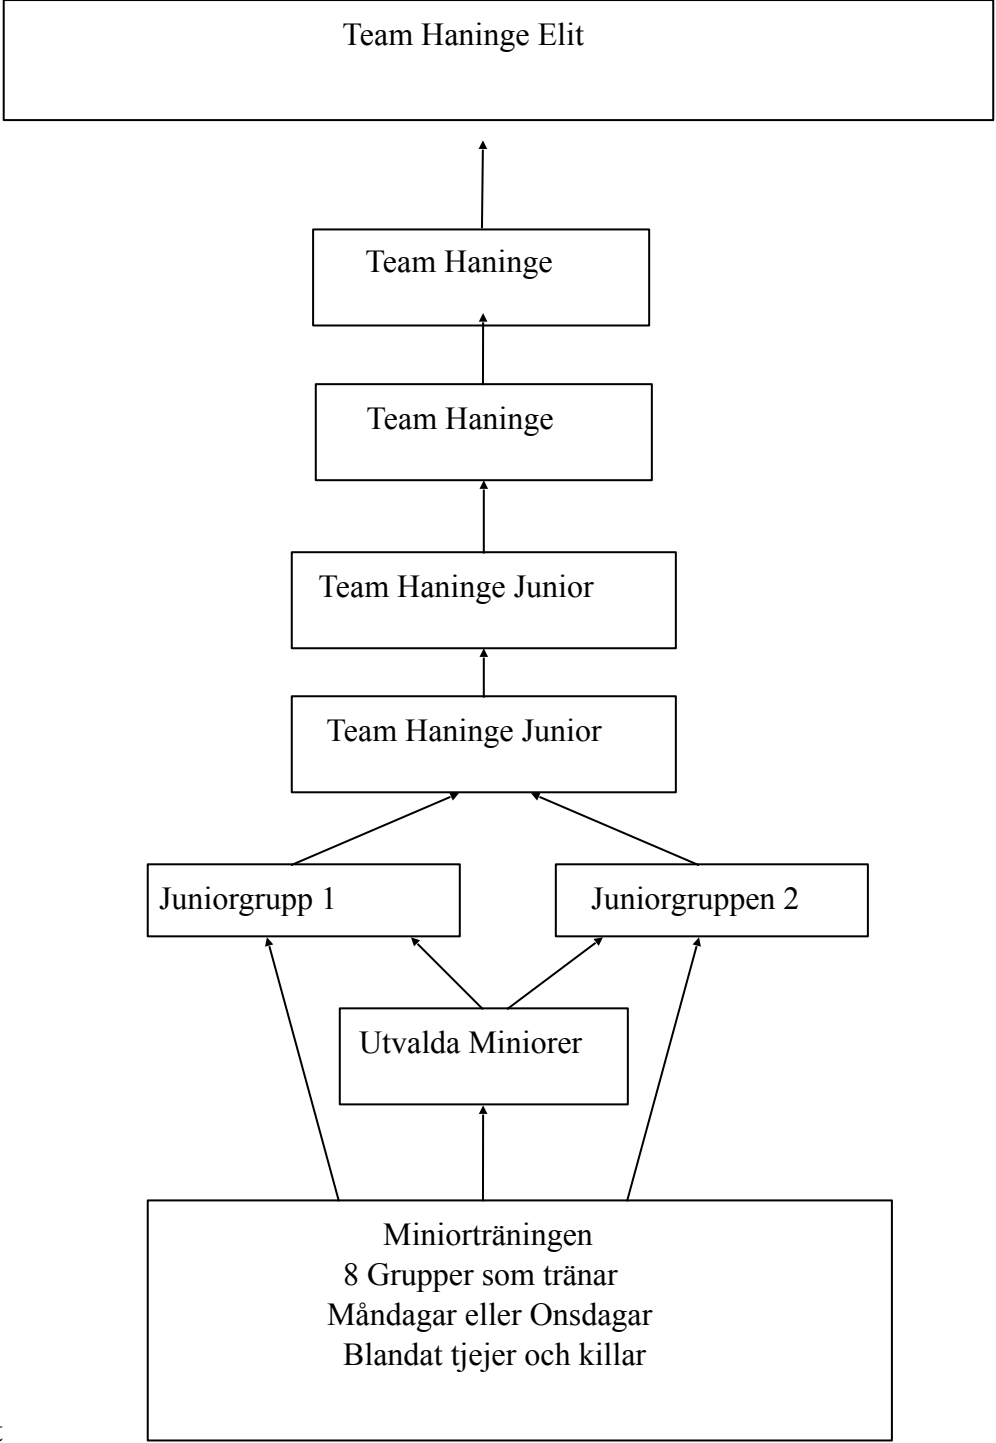 Team Haninge Elit
Team Haninge
Team Haninge
Team Haninge Junior
Team Haninge Junior
Juniorgrupp 1
Juniorgruppen 2
Utvalda Miniorer
Miniorträningen
8 Grupper som tränar
Måndagar eller Onsdagar
Blandat tjejer och killar